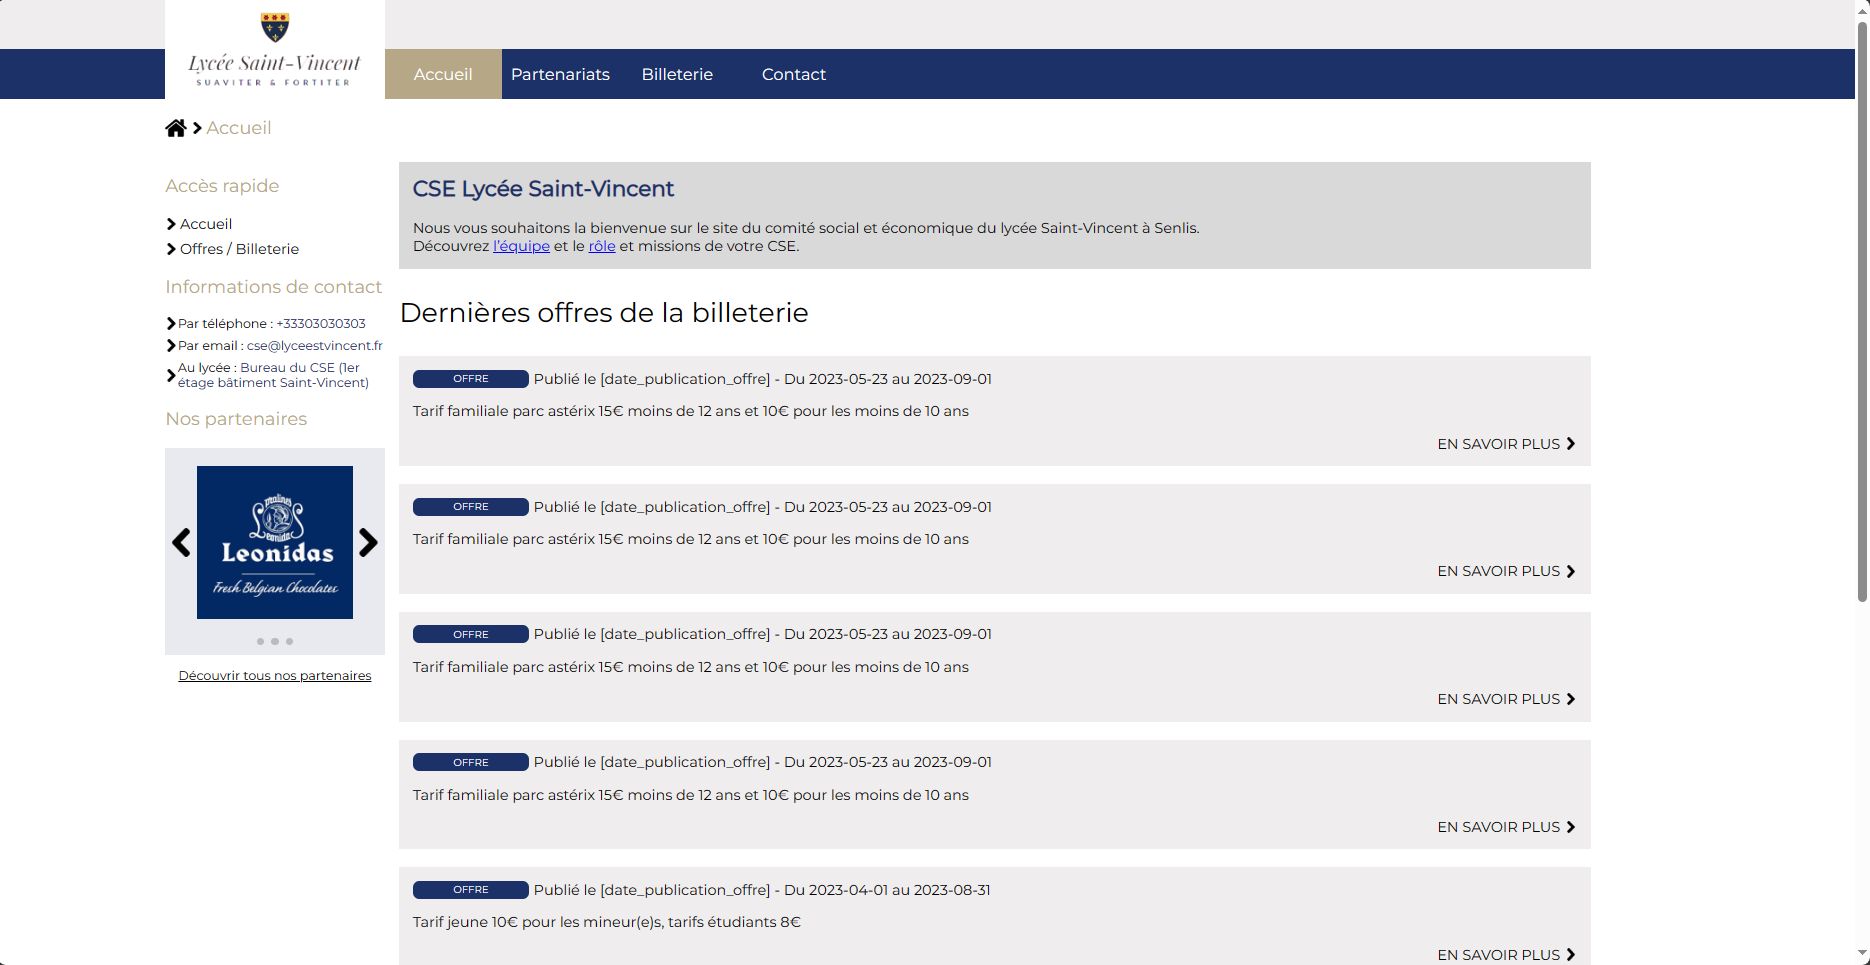 Lycée Saint-Vincent
SUAVITER & FORTITER
Accueil
Partenariats
Billeterie
Contact
Accueil
Accès rapide
Accueil
Offres / Billeterie
Informations de contact
Par téléphone : +33303030303
Par email : cse@lyceestvincent.fr
Au lycée : Bureau du CSE (1er
étage bâtiment Saint-Vincent)
Nos partenaires
pralines
Leonidas
Leonidas
Fresh Belgian Chocolates
Découvrir tous nos partenaires
CSE Lycée Saint-Vincent
Nous vous souhaitons la bienvenue sur le site du comité social et économique du lycée Saint-Vincent à Senlis.
Découvrez l'équipe et le rôle et missions de votre CSE.
Dernières offres de la billeterie
OFFRE Publié le [date_publication_offre] - Du 2023-05-23 au 2023-09-01
Tarif familiale parc astérix 15€ moins de 12 ans et 10€ pour les moins de 10 ans
EN SAVOIR PLUS
OFFRE Publié le [date_publication_offre] - Du 2023-05-23 au 2023-09-01
Tarif familiale parc astérix 15€ moins de 12 ans et 10€ pour les moins de 10 ans
EN SAVOIR PLUS
OFFRE Publié le [date_publication_offre] - Du 2023-05-23 au 2023-09-01
Tarif familiale parc astérix 15€ moins de 12 ans et 10€ pour les moins de 10 ans
EN SAVOIR PLUS
OFFRE Publié le [date_publication_offre] - Du 2023-05-23 au 2023-09-01
Tarif familiale parc astérix 15€ moins de 12 ans et 10€ pour les moins de 10 ans
EN SAVOIR PLUS
OFFRE Publié le [date_publication_offre] - Du 2023-04-01 au 2023-08-31
Tarif jeune 10€ pour les mineur(e)s, tarifs étudiants 8€
EN SAVOIR PLUS